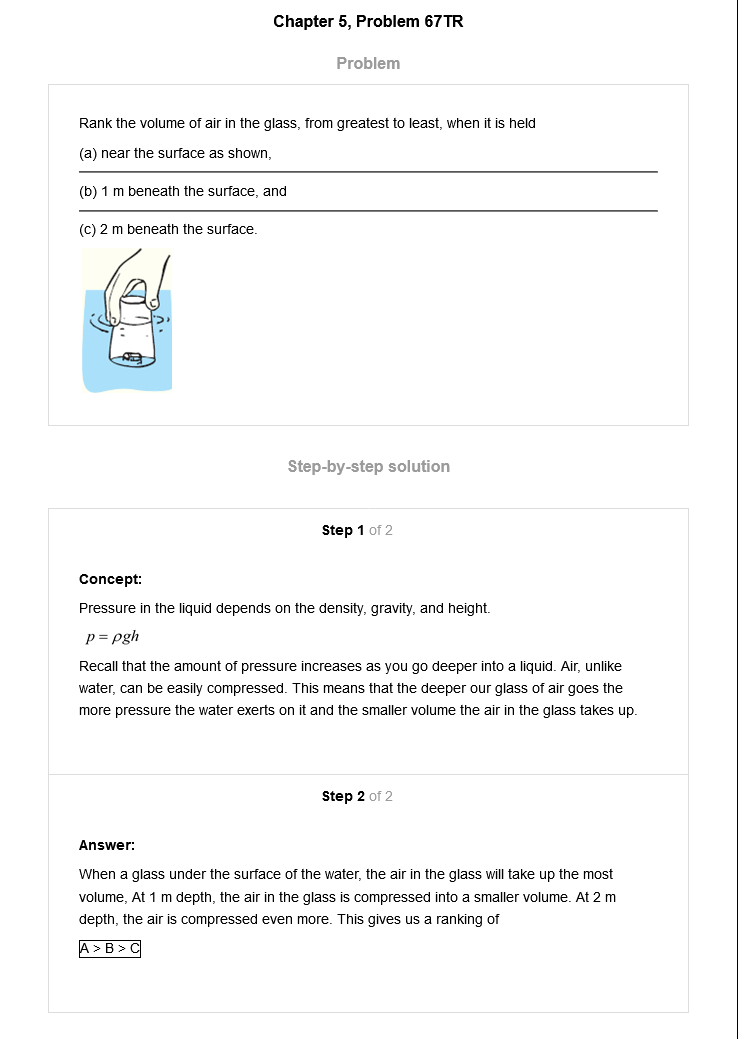 Chapter 5, Problem 67TR
Problem
Rank the volume of air in the glass, from greatest to least, when it is held
(a) near the surface as shown,
(b) 1 m beneath the surface, and
(c) 2 m beneath the surface.
Step-by-step solution
Step 1 of 2
Concept:
Pressure in the liquid depends on the density, gravity, and height.
p = ρgh
Recall that the amount of pressure increases as you go deeper into a liquid. Air, unlike
water, can be easily compressed. This means that the deeper our glass of air goes the
more pressure the water exerts on it and the smaller volume the air in the glass takes up.
Step 2 of 2
Answer:
When a glass under the surface of the water, the air in the glass will take up the most
volume, At 1 m depth, the air in the glass is compressed into a smaller volume. At 2 m
depth, the air is compressed even more. This gives us a ranking of
A > B > C